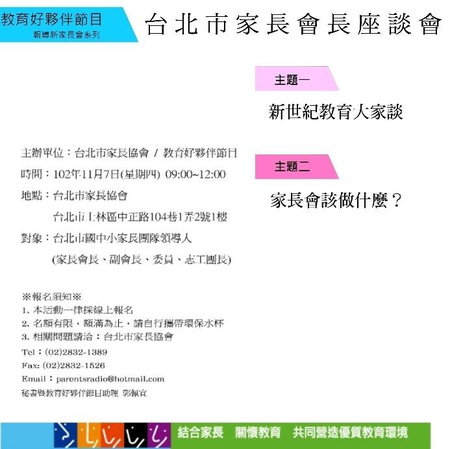 教育好夥伴節目
報導新家長會系列
台北市家長會長座談會
主題一
新世紀教育大家談
主題二
家長會該做什麼？
主辦單位：台北市家長協會 / 教育好夥伴節目
時間：102年11月7日(星期四) 09:00~12:00
地點：台北市家長協會
台北市士林區中正路104巷1弄2號1樓
對象：台北市國中小家長團隊領導人
(家長會長、副會長、委員、志工團長)
※報名須知※
1. 本活動一律採線上報名
2. 名額有限，額滿為止，請自行攜帶環保水杯
3. 相關問題請洽：台北市家長協會
Tel：(02)2832-1389
Fax: (02)2832-1526
Email：parentsradio@hotmail.com
秘書暨教育好夥伴節目助理 郭佩宜
結合家長 關懷教育 共同營造優質教育環境